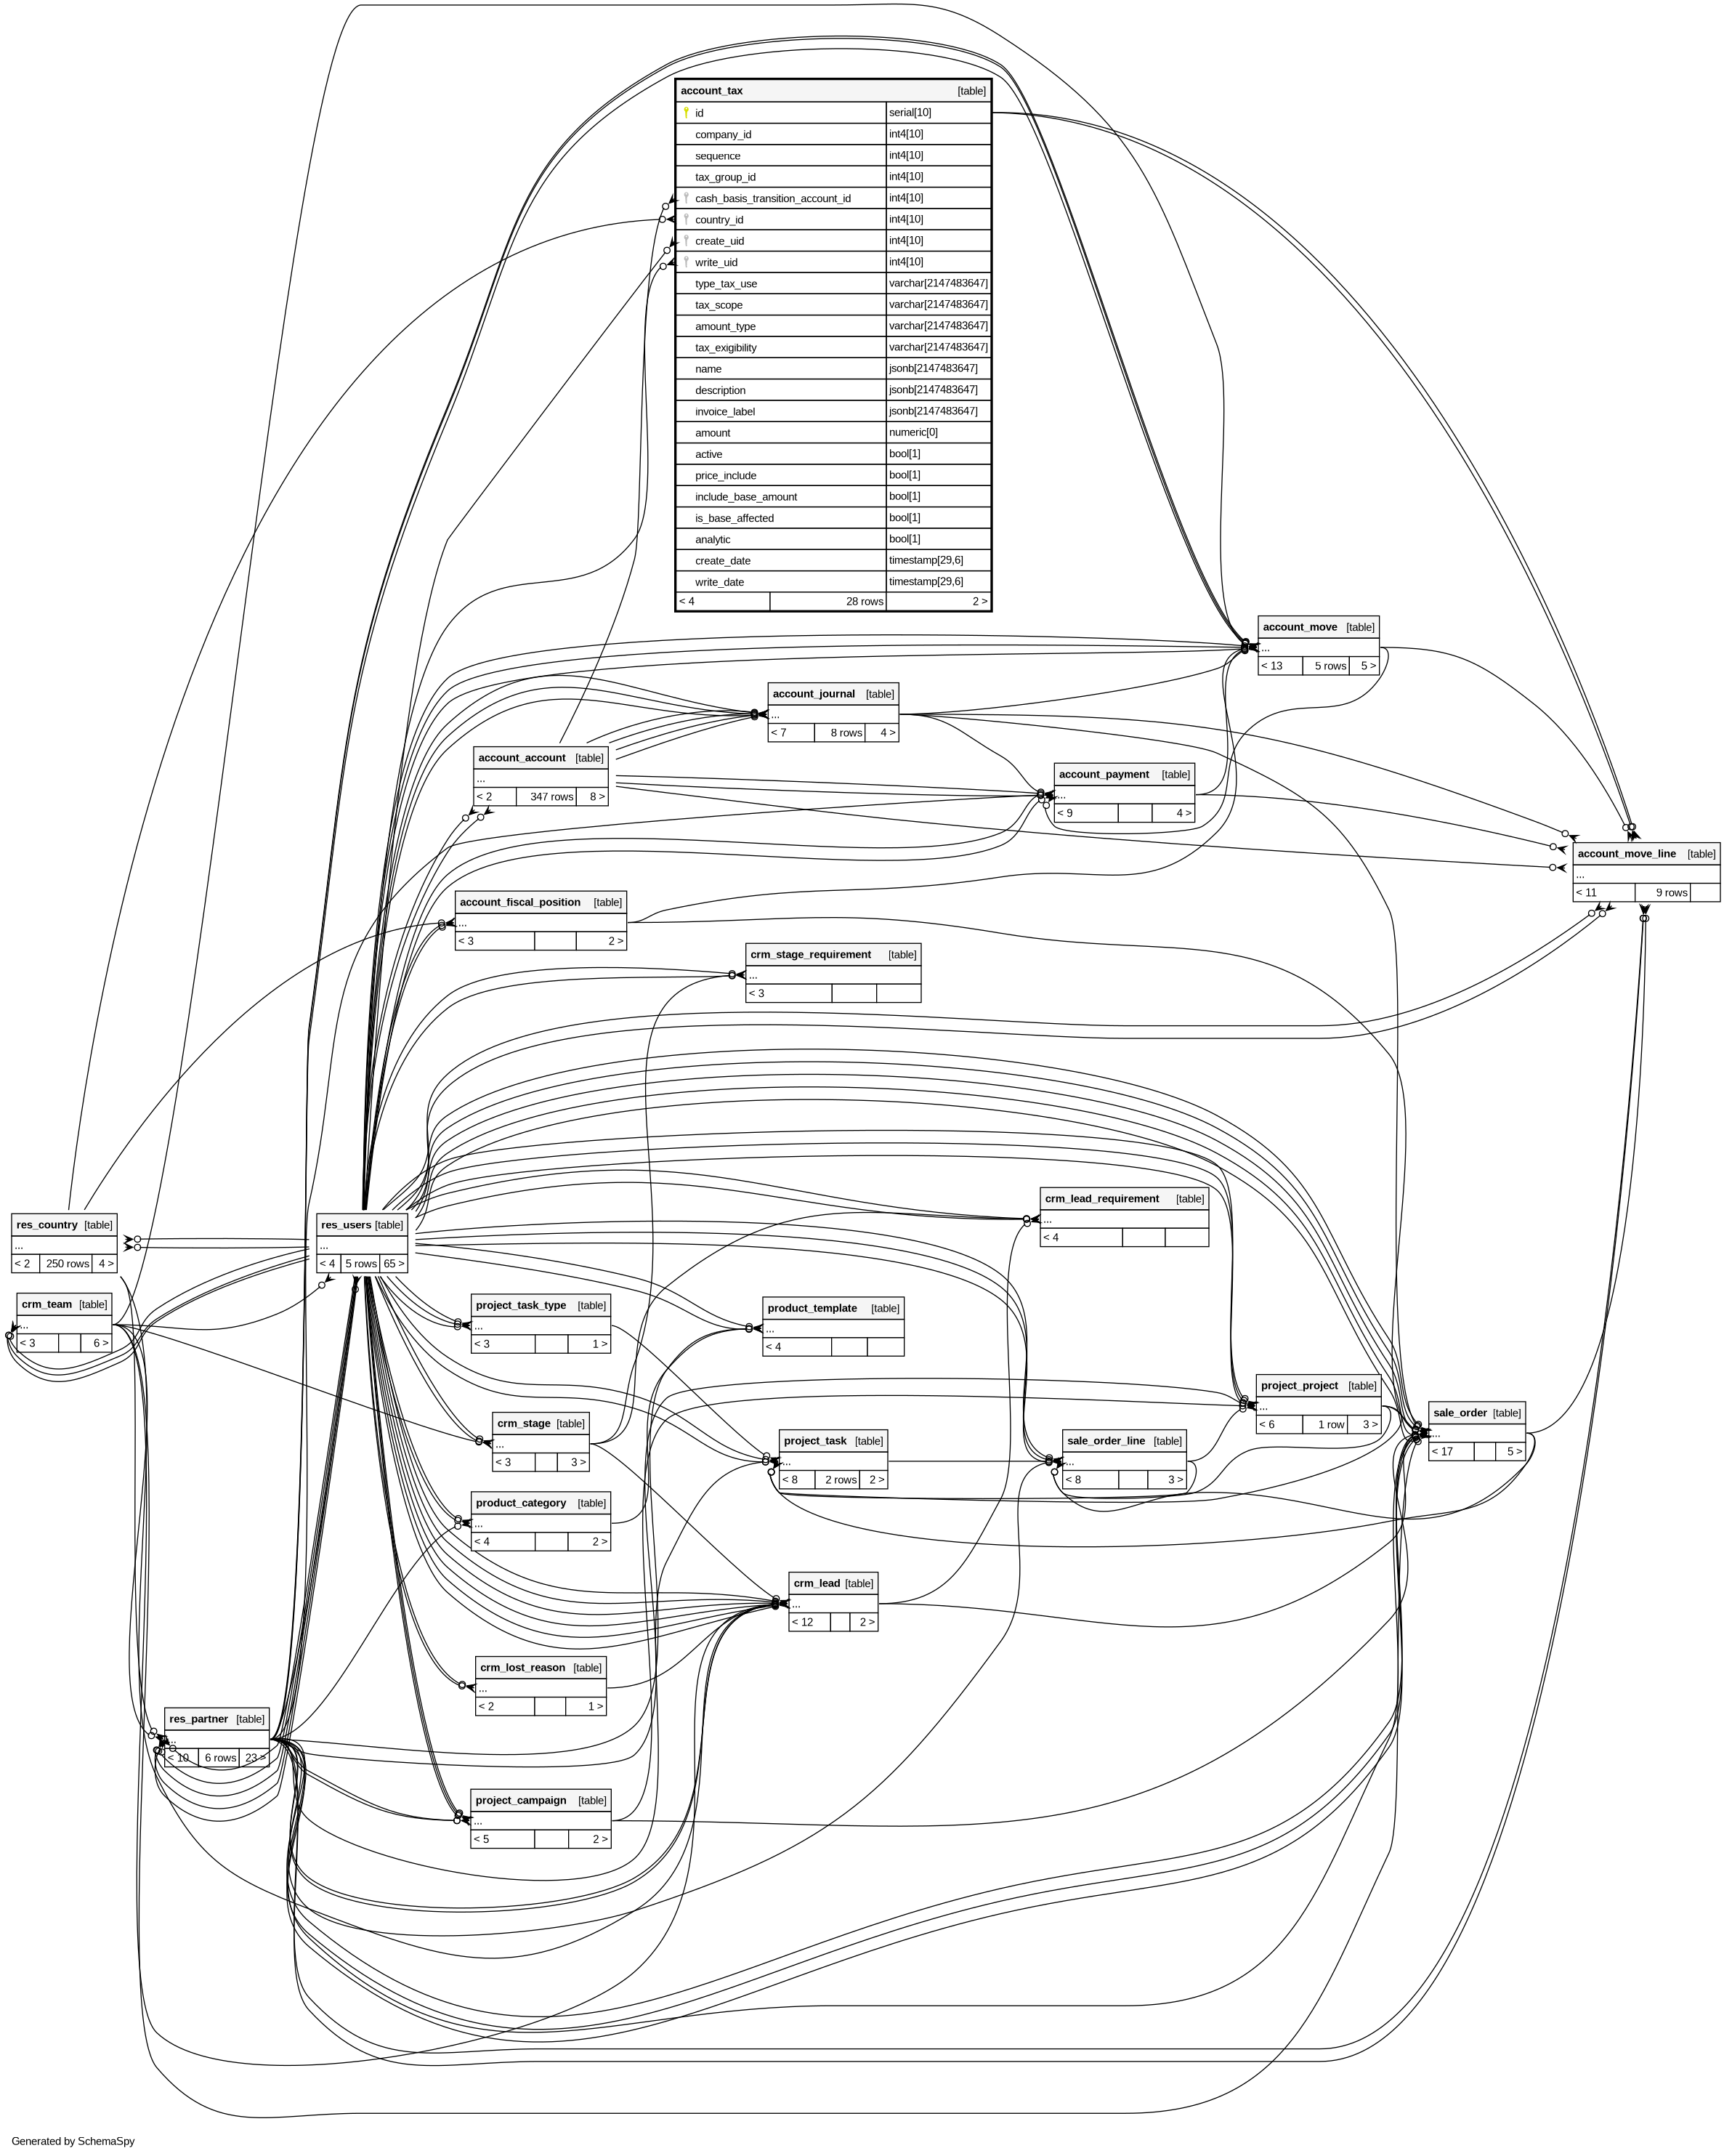 account_tax [table]
id serial[10]
company_id int4[10]
sequence int4[10]
tax_group_id int4[10]
cash_basis_transition_account_id int4[10]
country_id int4[10]
create_uid int4[10]
write_uid int4[10]
type_tax_use varchar[2147483647]
tax_scope varchar[2147483647]
amount_type varchar[2147483647]
tax_exigibility varchar[2147483647]
name jsonb[2147483647]
description jsonb[2147483647]
invoice_label jsonb[2147483647]
amount numeric[0]
active bool[1]
price_include bool[1]
include_base_amount bool[1]
is_base_affected bool[1]
analytic bool[1]
create_date timestamp[29,6]
write_date timestamp[29,6]
< 4 28 rows 2 >
account_move [table]
...
< 13 5 rows 5 >
account_journal [table]
...
< 7 8 rows 4 >
account_account [table]
...
< 2 347 rows 8 >
account_payment [table]
...
< 9 4 >
account_move_line [table]
...
< 11 9 rows
account_fiscal_position [table]
...
< 3 2 >
crm_stage_requirement [table]
...
< 3
crm_lead_requirement [table]
...
< 4
res_country [table]
...
< 2 250 rows 4 >
res_users [table]
...
< 4 5 rows 65 >
crm_team [table]
...
< 3 6 >
project_task_type [table]
...
< 3 1 >
product_template [table]
...
< 4
project_project [table]
...
< 6 1 row 3 >
sale_order [table]
...
< 17 5 >
crm_stage [table]
...
< 3 3 >
project_task [table]
...
< 8 2 rows 2 >
sale_order_line [table]
...
< 8 3 >
product_category [table]
...
< 4 2 >
crm_lead [table]
...
< 12 2 >
crm_lost_reason [table]
...
< 2 1 >
res_partner [table]
...
< 10 6 rows 23 >
project_campaign [table]
...
< 5 2 >
Generated by SchemaSpy